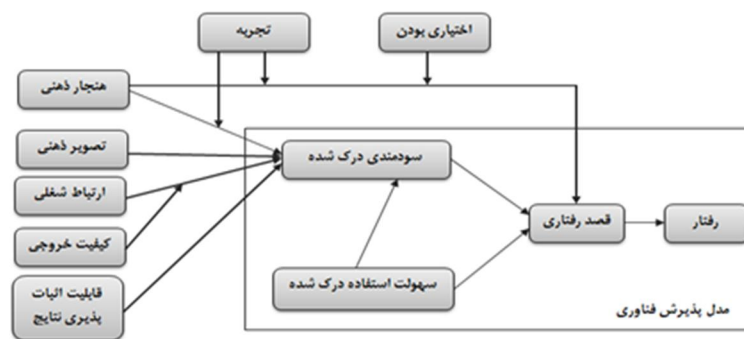 تجربه
اختیاری بودن
هنجار ذهنی
تصویر ذهنی
سودمندی درک شده
ارتباط شغلی
قصد رفتاری
رفتار
کیفیت خروجی
سهولت استفاده درک شده
قابلیت اثبات
پذیری نتایج
مدل پذیرش فناوری